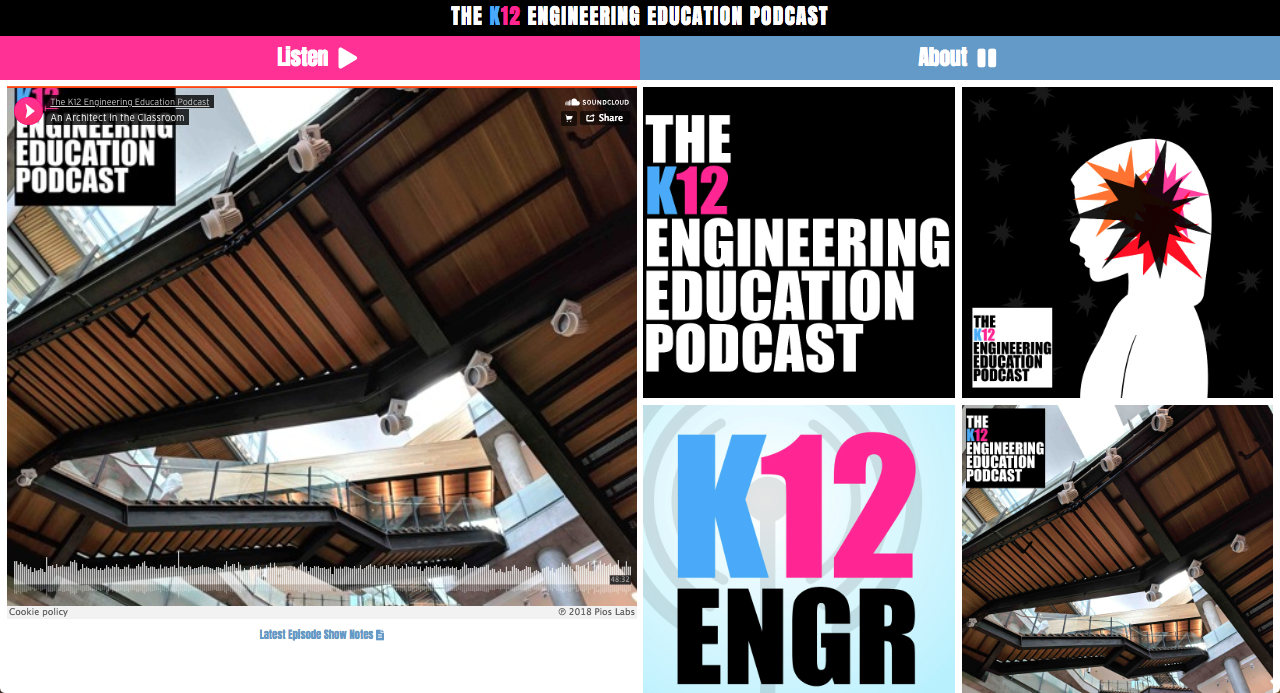 THE K12 ENGINEERING EDUCATION PODCAST
Listen
About
The K12 Engineering Education Podcast
An Architect in the Classroom
SOUNDCLOUD
Share
ENGINEERING
EDUCATION
PODCAST
48:32
Cookie policy
℗ 2018 Pios Labs
Latest Episode Show Notes
THE
K12
ENGINEERING
EDUCATION
PODCAST
THE
K12
ENGINEERING
EDUCATION
PODCAST
K12
ENGR
THE
K12
ENGINEERING
EDUCATION
PODCAST